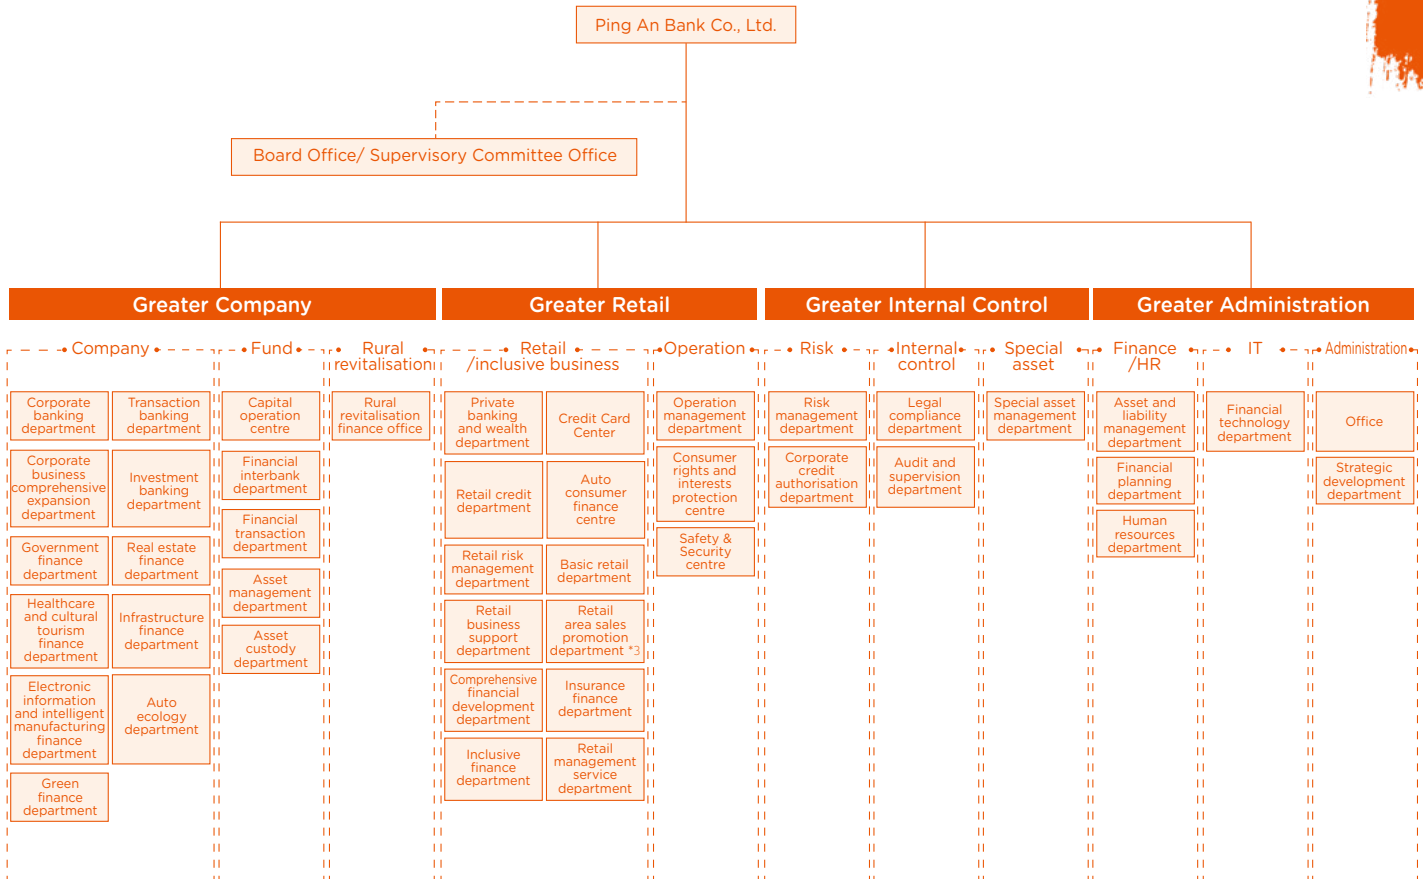 Ping An Bank Co., Ltd.
Board Office/ Supervisory Committee Office
Greater Company
Greater Retail
Greater Internal Control
Greater Administration
Company
Fund
Rural
revitalisation
Retail
/inclusive business
Operation
Risk
Internal
control
Special
asset
Finance
/HR
IT
Administration
Corporate
banking
department
Transaction
banking
department
Corporate
business
comprehensive
expansion
department
Investment
banking
department
Government
finance
department
Real estate
finance
department
Healthcare
and cultural
tourism
finance
department
Infrastructure
finance
department
Electronic
information
and intelligent
manufacturing
finance
department
Auto
ecology
department
Green
finance
department
Capital
operation
centre
Financial
interbank
department
Financial
transaction
department
Asset
management
department
Asset
custody
department
Rural
revitalisation
finance office
Private
banking
and wealth
department
Credit Card
Center
Retail credit
department
Auto
consumer
finance
centre
Retail risk
management
department
Basic retail
department
Retail
business
support
department
Retail
area sales
promotion
department *3
Comprehensive
financial
development
department
Insurance
finance
department
Inclusive
finance
department
Retail
management
service
department
Operation
management
department
Consumer
rights and
interests
protection
centre
Safety &
Security
centre
Risk
management
department
Corporate
credit
authorisation
department
Legal
compliance
department
Audit and
supervision
department
Special asset
management
department
Asset and
liability
management
department
Financial
planning
department
Human
resources
department
Financial
technology
department
Office
Strategic
development
department